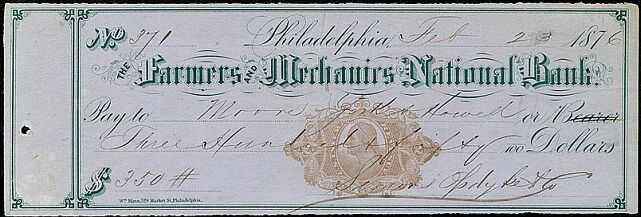 No 371 Philadelphia, Feb 23 1876
THE Farmers AND Mechanics National Bank.
Pay to Moore Howell or Bearer
Three Hundred & fifty 100 Dollars
$ 350 #
Wm Mann, 529 Market St, Philadelphia.